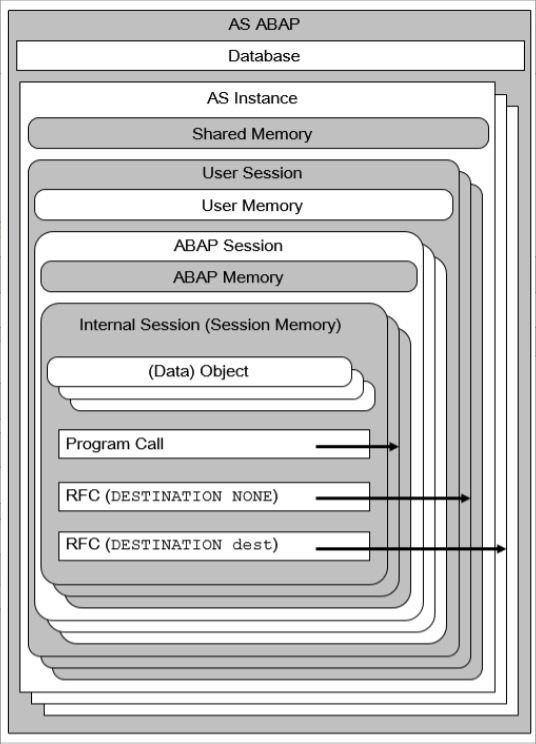 AS ABAP
Database
AS Instance
Shared Memory
User Session
User Memory
ABAP Session
ABAP Memory
Internal Session (Session Memory)
(Data) Object
Program Call
RFC (DESTINATION NONE)
RFC (DESTINATION dest)